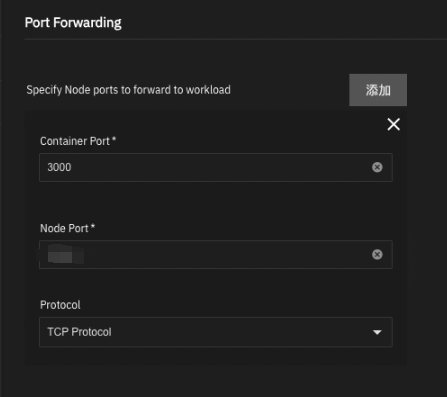 Port Forwarding
Specify Node ports to forward to workload
添加
Container Port*
3000
Node Port*
Protocol
TCP Protocol